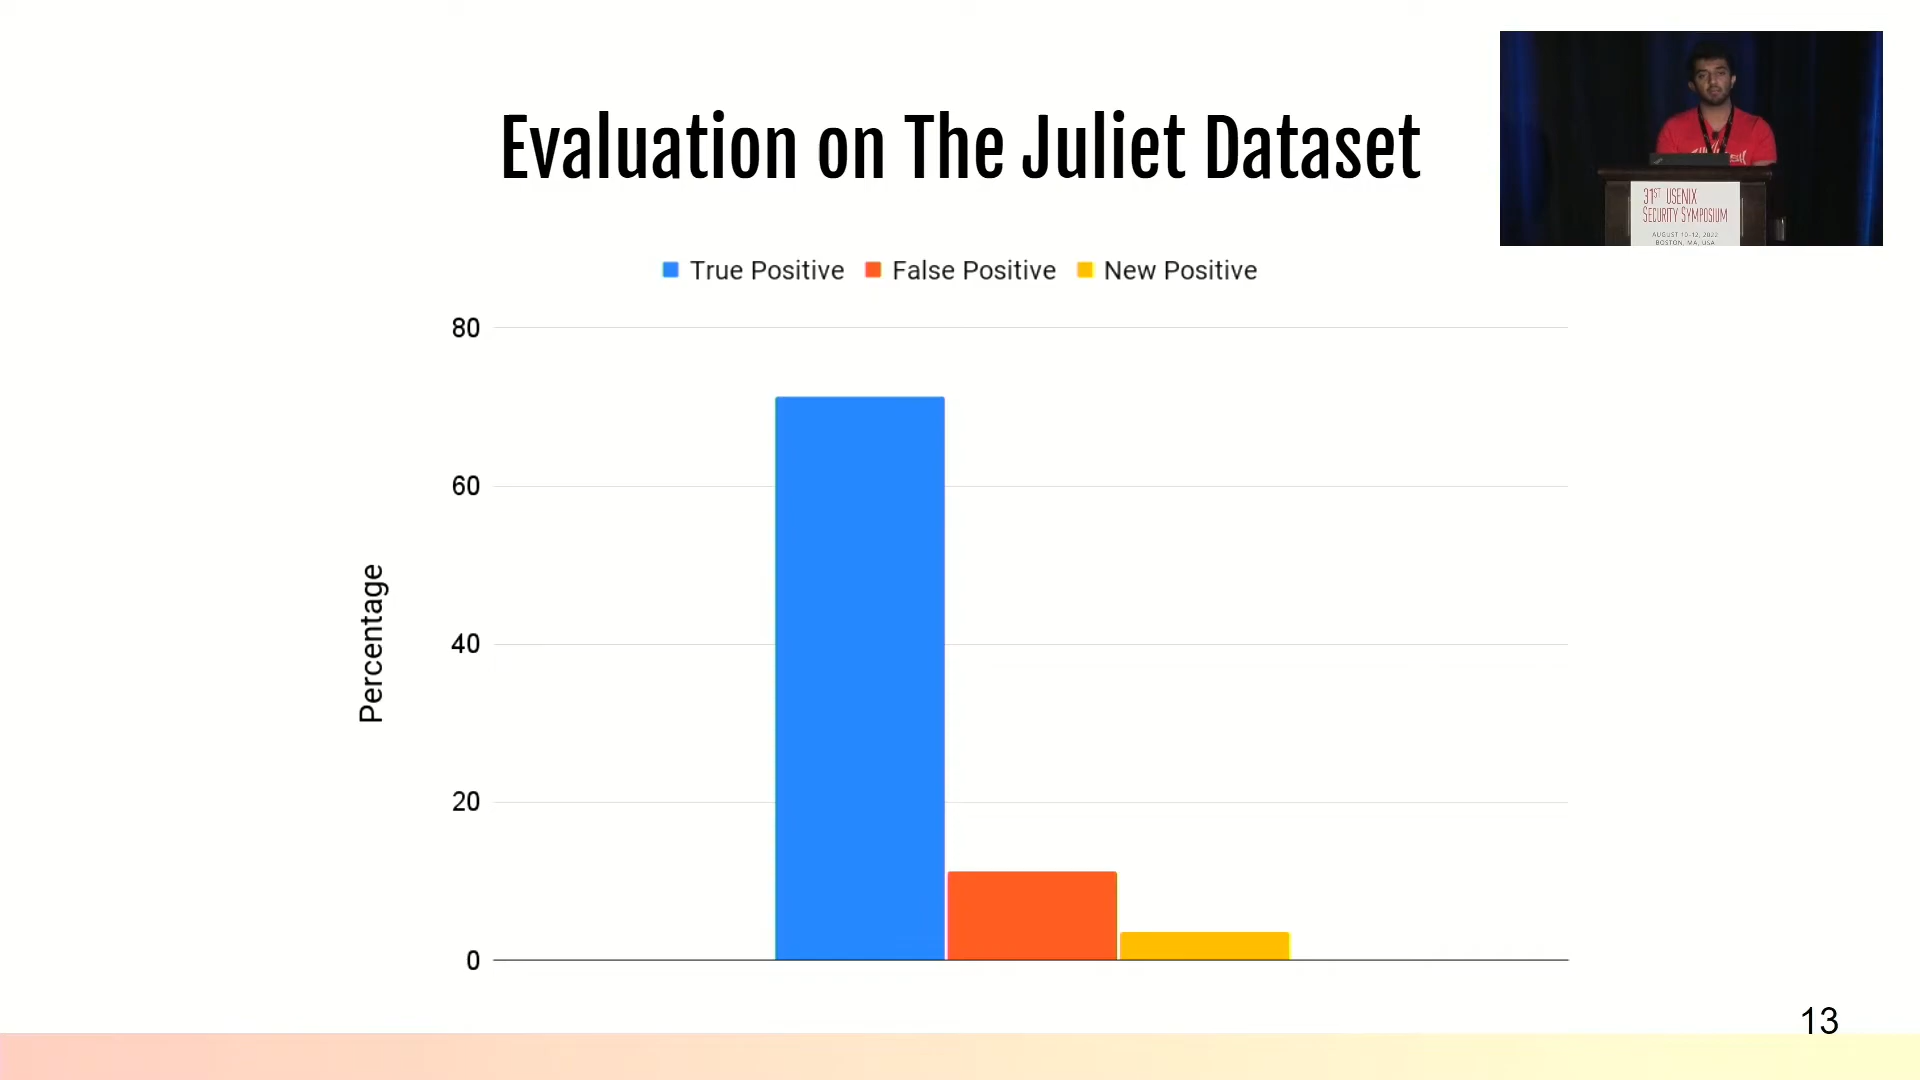 Evaluation on The Juliet Dataset
31ST USENIX
SECURITY SYMPOSIUM
AUGUST 10-12, 2022
BOSTON, MA, USA
True Positive False Positive New Positive
80
60
40
20
0
Percentage
13